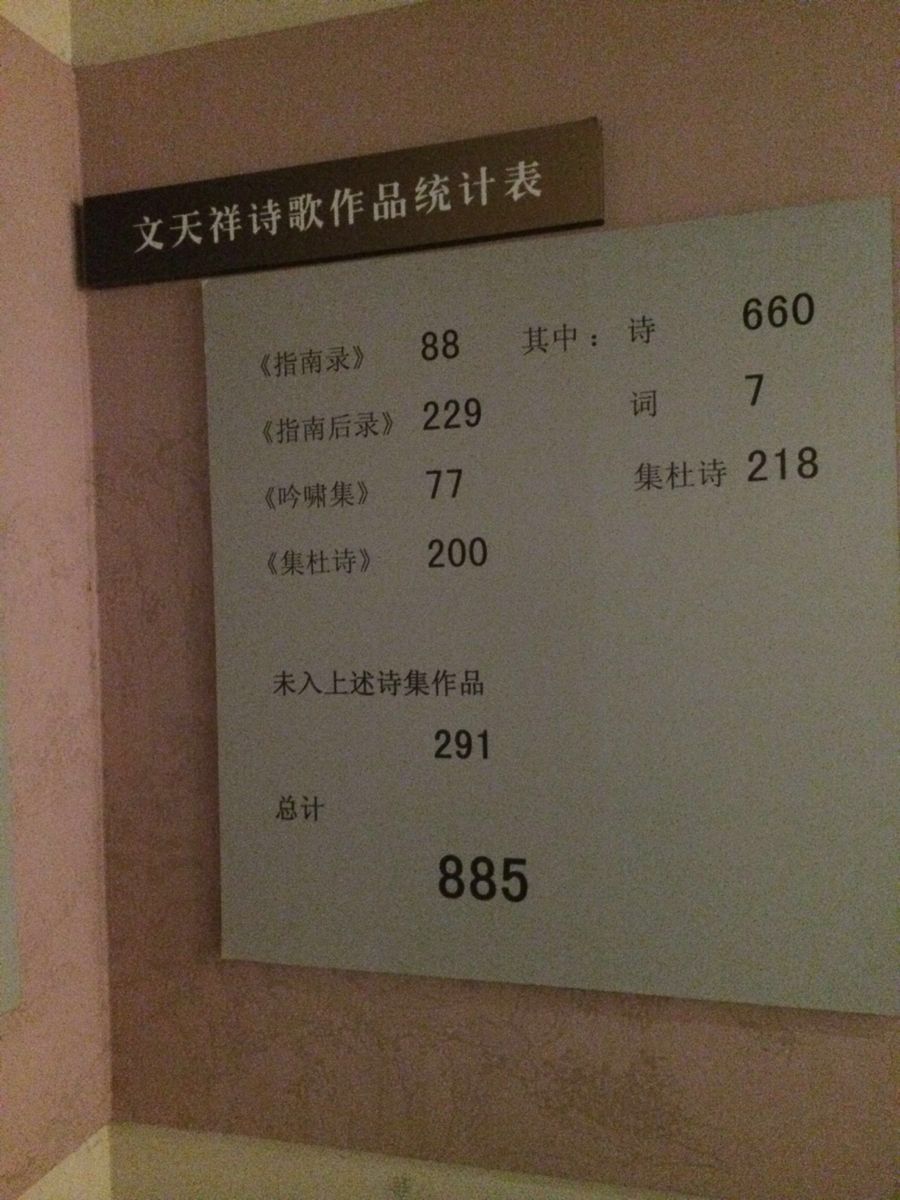 文天祥诗歌作品统计表
《指南录》 88 其中： 诗 660
《指南后录》 229 词 7
《吟啸集》 77 集杜诗 218
《集杜诗》 200
未入上述诗集作品
291
总计
885